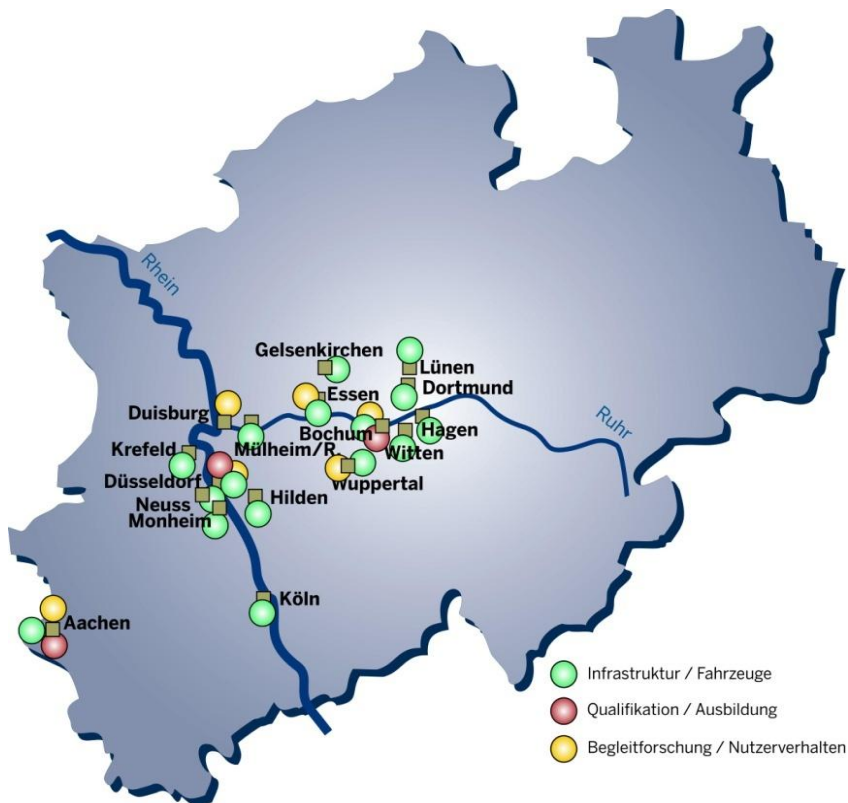 Rhein
Gelsenkirchen
Lünen
Dortmund
Essen
Duisburg
Ruhr
Hagen
Bochum
Krefeld
Mülheim/R.
Witten
Düsseldorf
Wuppertal
Neuss
Hilden
Monheim
Köln
Aachen
Infrastruktur / Fahrzeuge
Qualifikation / Ausbildung
Begleitforschung / Nutzerverhalten